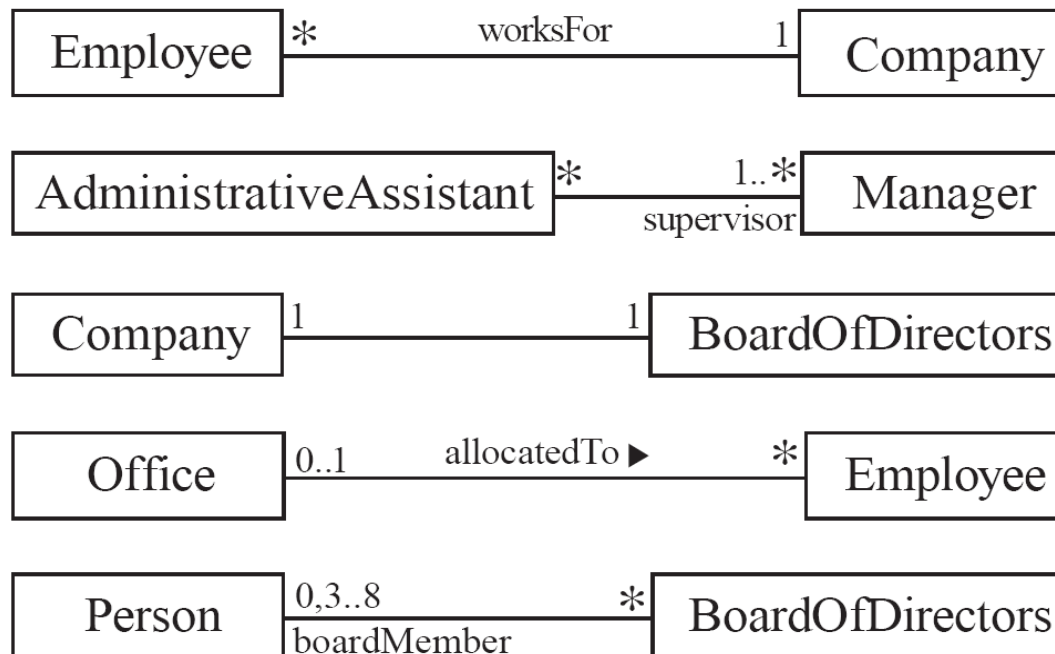 Employee * worksFor 1 Company
AdministrativeAssistant * 1..* Manager
supervisor
Company 1 1 BoardOfDirectors
Office 0..1 allocatedTo ▶ * Employee
Person 0,3..8 * BoardOfDirectors
boardMember